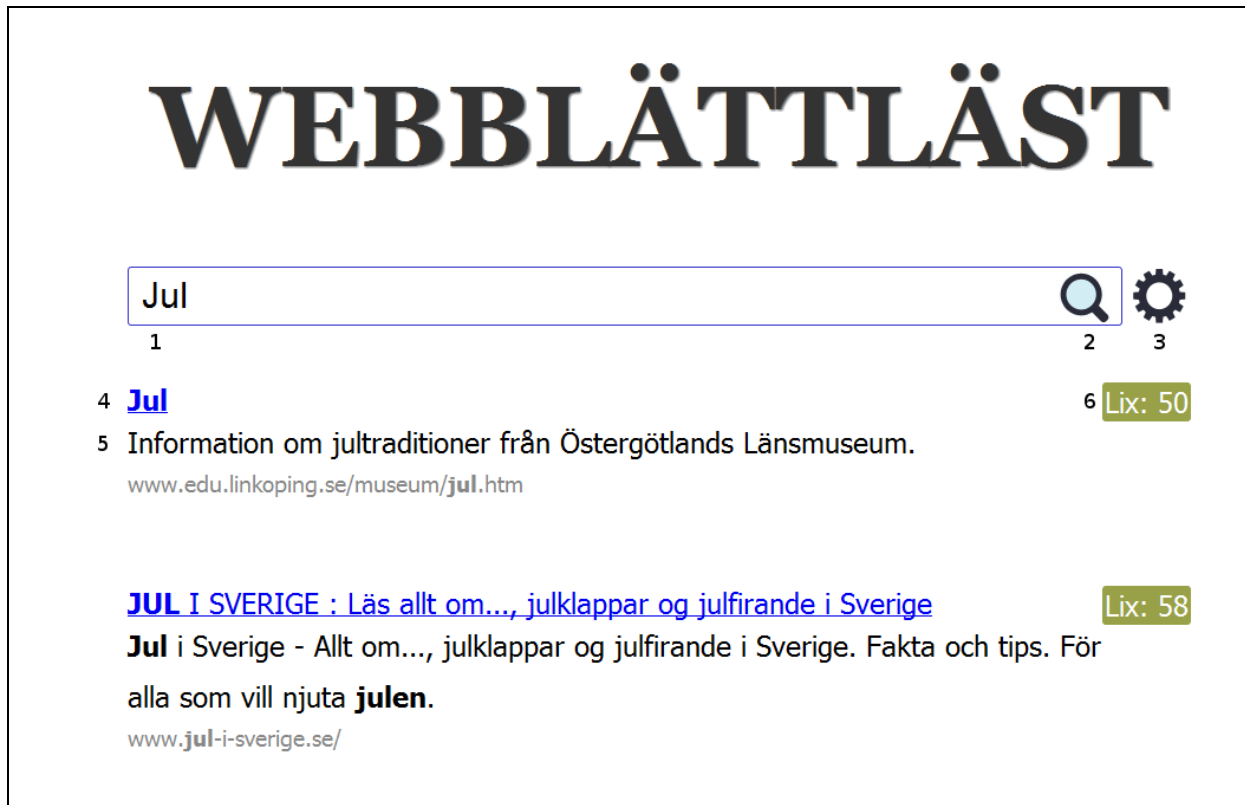 WEBBLÄTTLÄST
Jul
1 2 3
4 Jul 6 Lix: 50
5 Information om jultraditioner från Östergötlands Länsmuseum.
www.edu.linkoping.se/museum/jul.htm
JUL I SVERIGE : Läs allt om..., julklappar og julfirande i Sverige Lix: 58
Jul i Sverige - Allt om..., julklappar og julfirande i Sverige. Fakta och tips. För
alla som vill njuta julen.
www.jul-i-sverige.se/